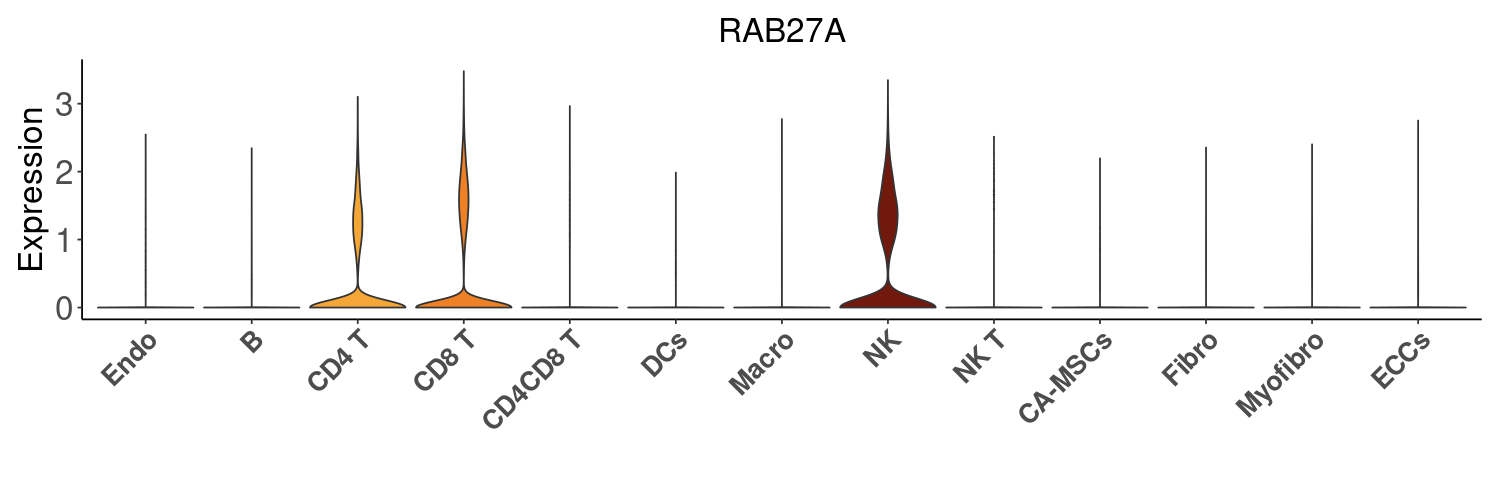 RAB27A
Expression
3
2
1
0
Endo
B
CD4 T
CD8 T
CD4CD8 T
DCs
Macro
NK
NK T
CA-MSCs
Fibro
Myofibro
ECCs